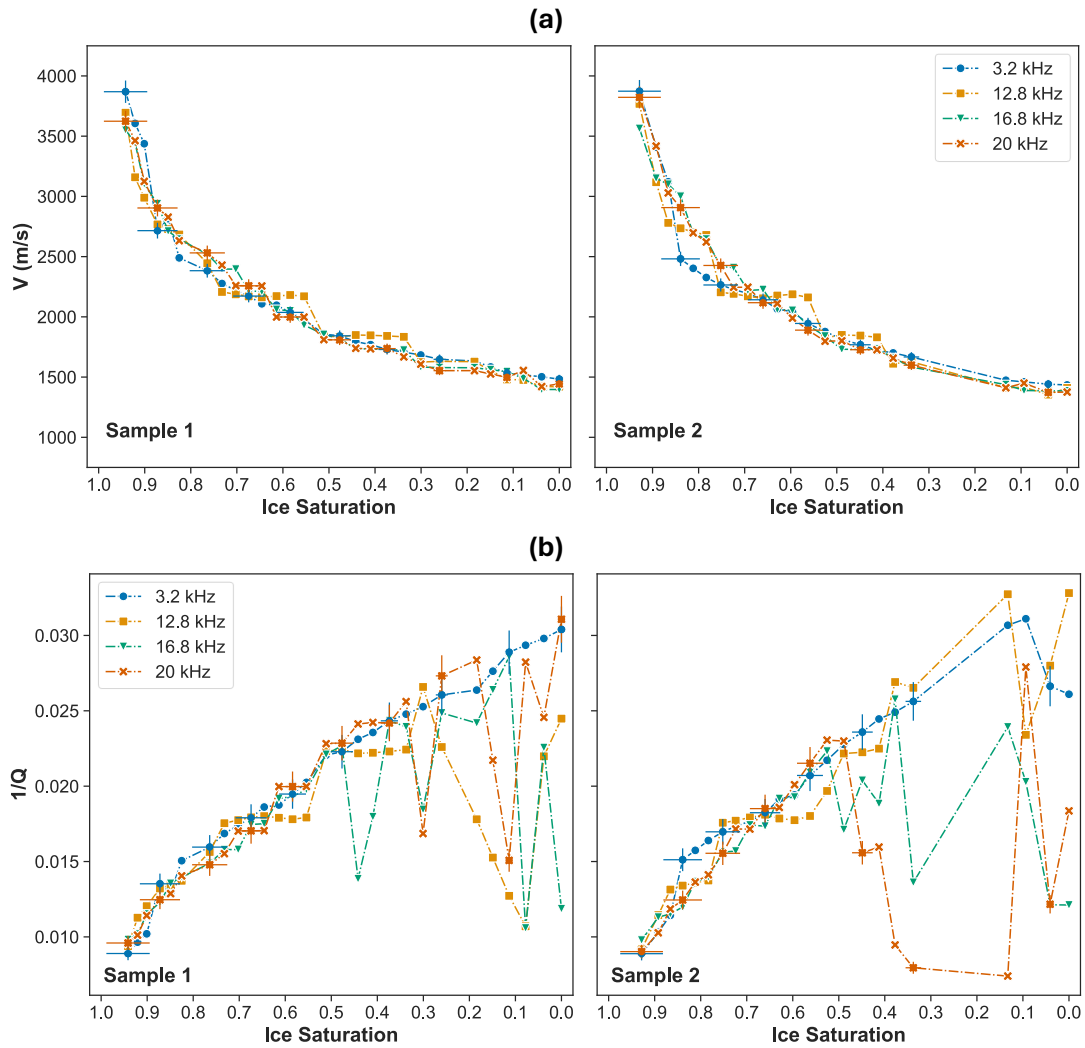 (a)
4000
3500
3000
2500
2000
1500
1000
V (m/s)
Sample 1
1.0 0.9 0.8 0.7 0.6 0.5 0.4 0.3 0.2 0.1 0.0
Ice Saturation
3.2 kHz
12.8 kHz
16.8 kHz
20 kHz
Sample 2
1.0 0.9 0.8 0.7 0.6 0.5 0.4 0.3 0.2 0.1 0.0
Ice Saturation
(b)
3.2 kHz
12.8 kHz
16.8 kHz
20 kHz
0.030
0.025
0.020
0.015
0.010
1/Q
Sample 1
1.0 0.9 0.8 0.7 0.6 0.5 0.4 0.3 0.2 0.1 0.0
Ice Saturation
Sample 2
1.0 0.9 0.8 0.7 0.6 0.5 0.4 0.3 0.2 0.1 0.0
Ice Saturation